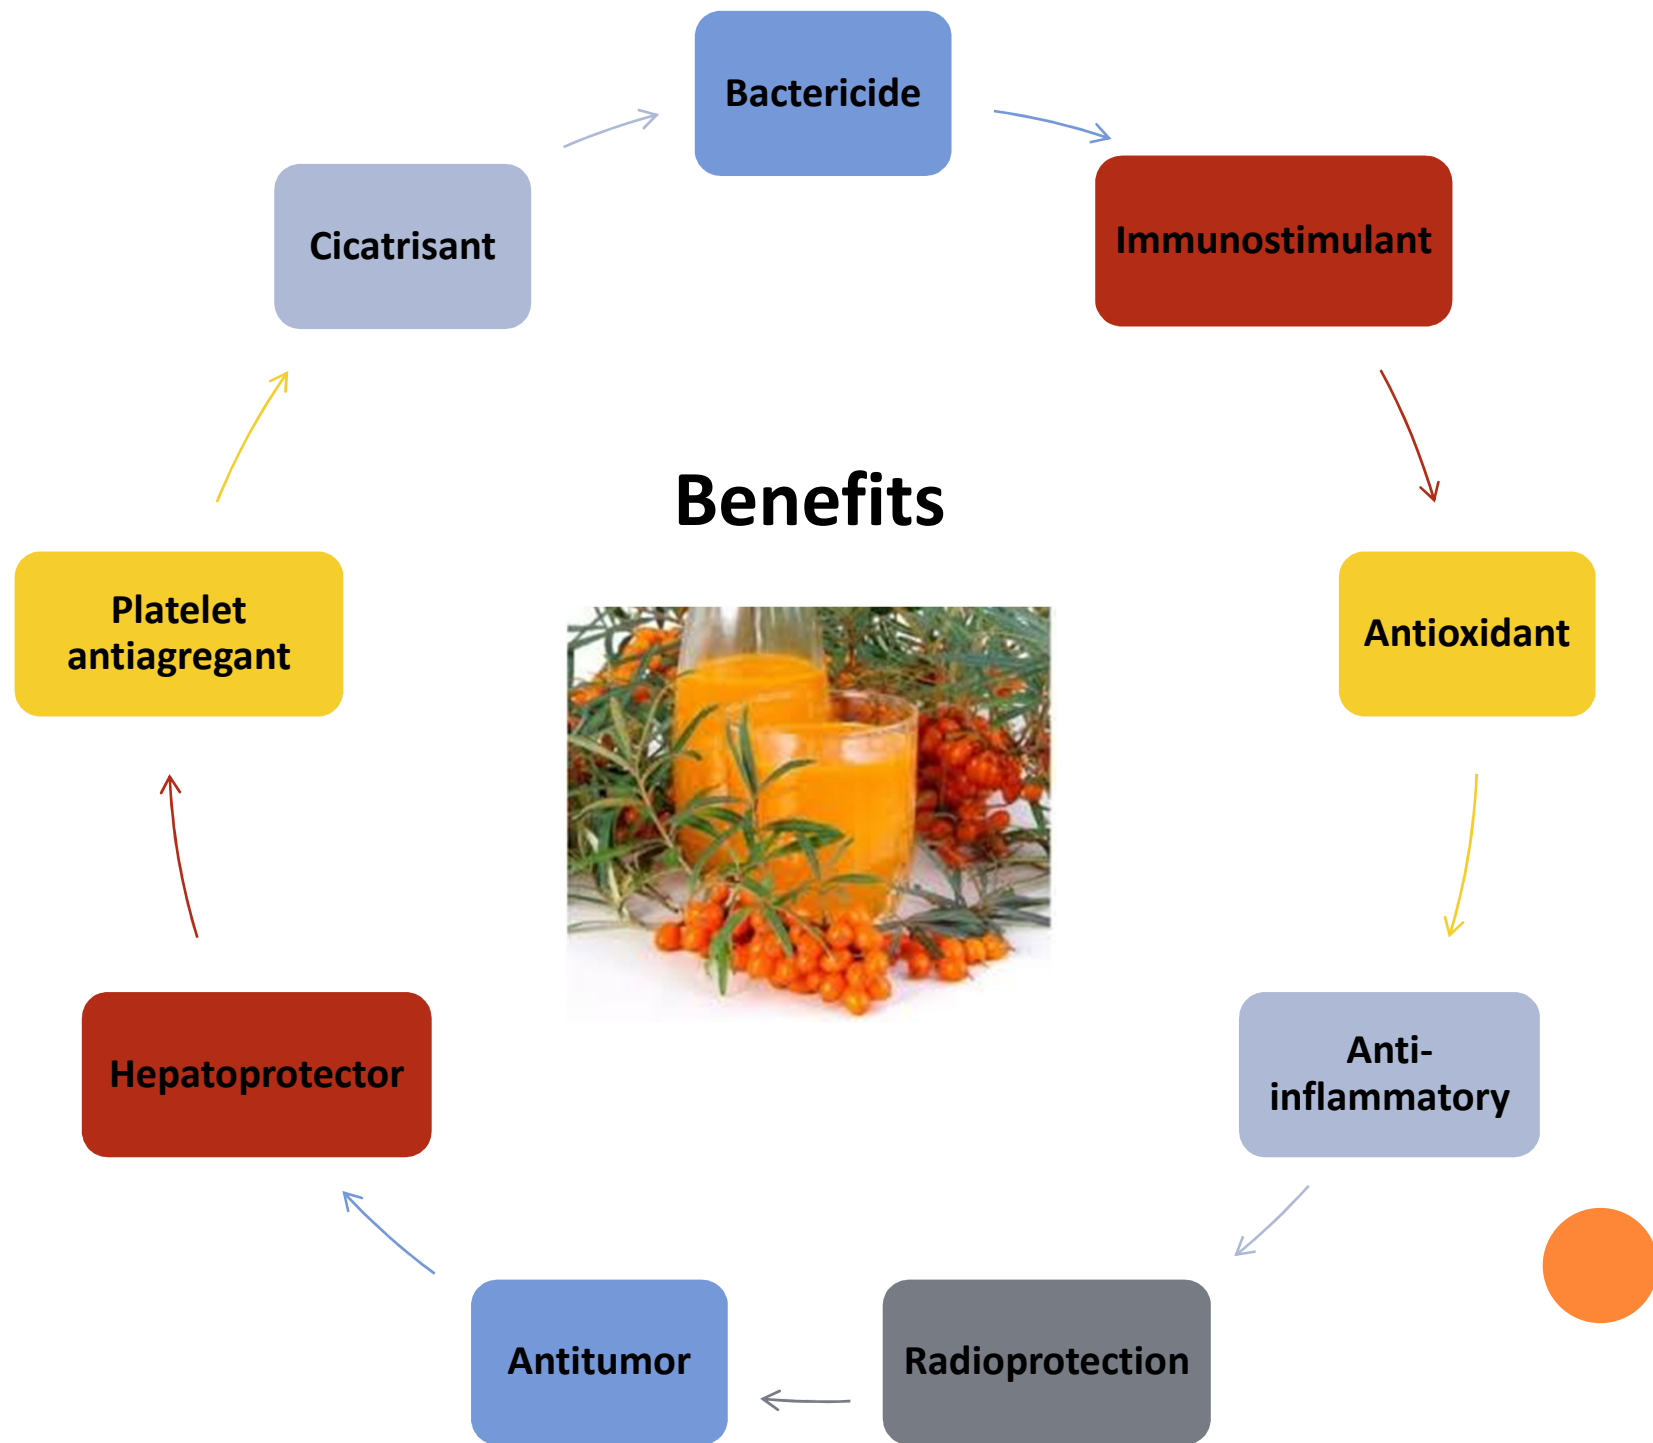 Bactericide
Immunostimulant
Antioxidant
Anti-
inflammatory
Radioprotection
Antitumor
Hepatoprotector
Platelet
antiagregant
Cicatrisant
Benefits